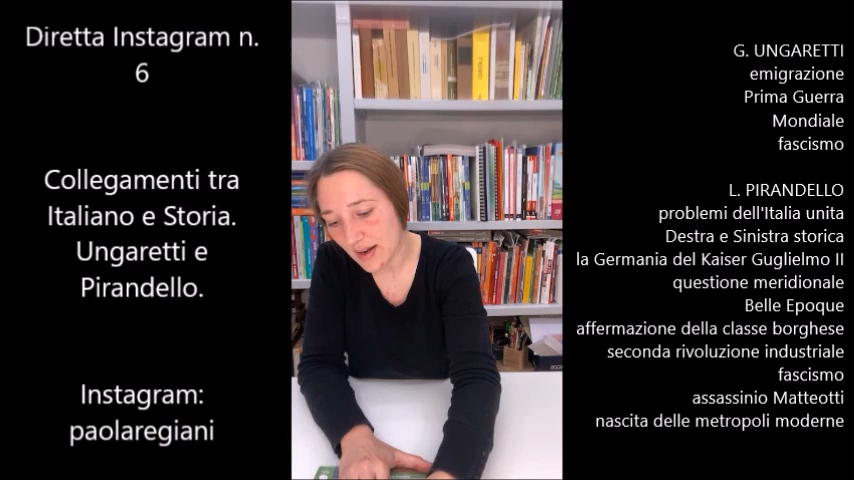 Diretta Instagram n.
6
Collegamenti tra
Italiano e Storia.
Ungaretti e
Pirandello.
Instagram:
paolaregiani
G. UNGARETTI
emigrazione
Prima Guerra
Mondiale
fascismo
L. PIRANDELLO
problemi dell'Italia unita
Destra e Sinistra storica
la Germania del Kaiser Guglielmo II
questione meridionale
Belle Epoque
affermazione della classe borghese
seconda rivoluzione industriale
fascismo
assassinio Matteotti
nascita delle metropoli moderne